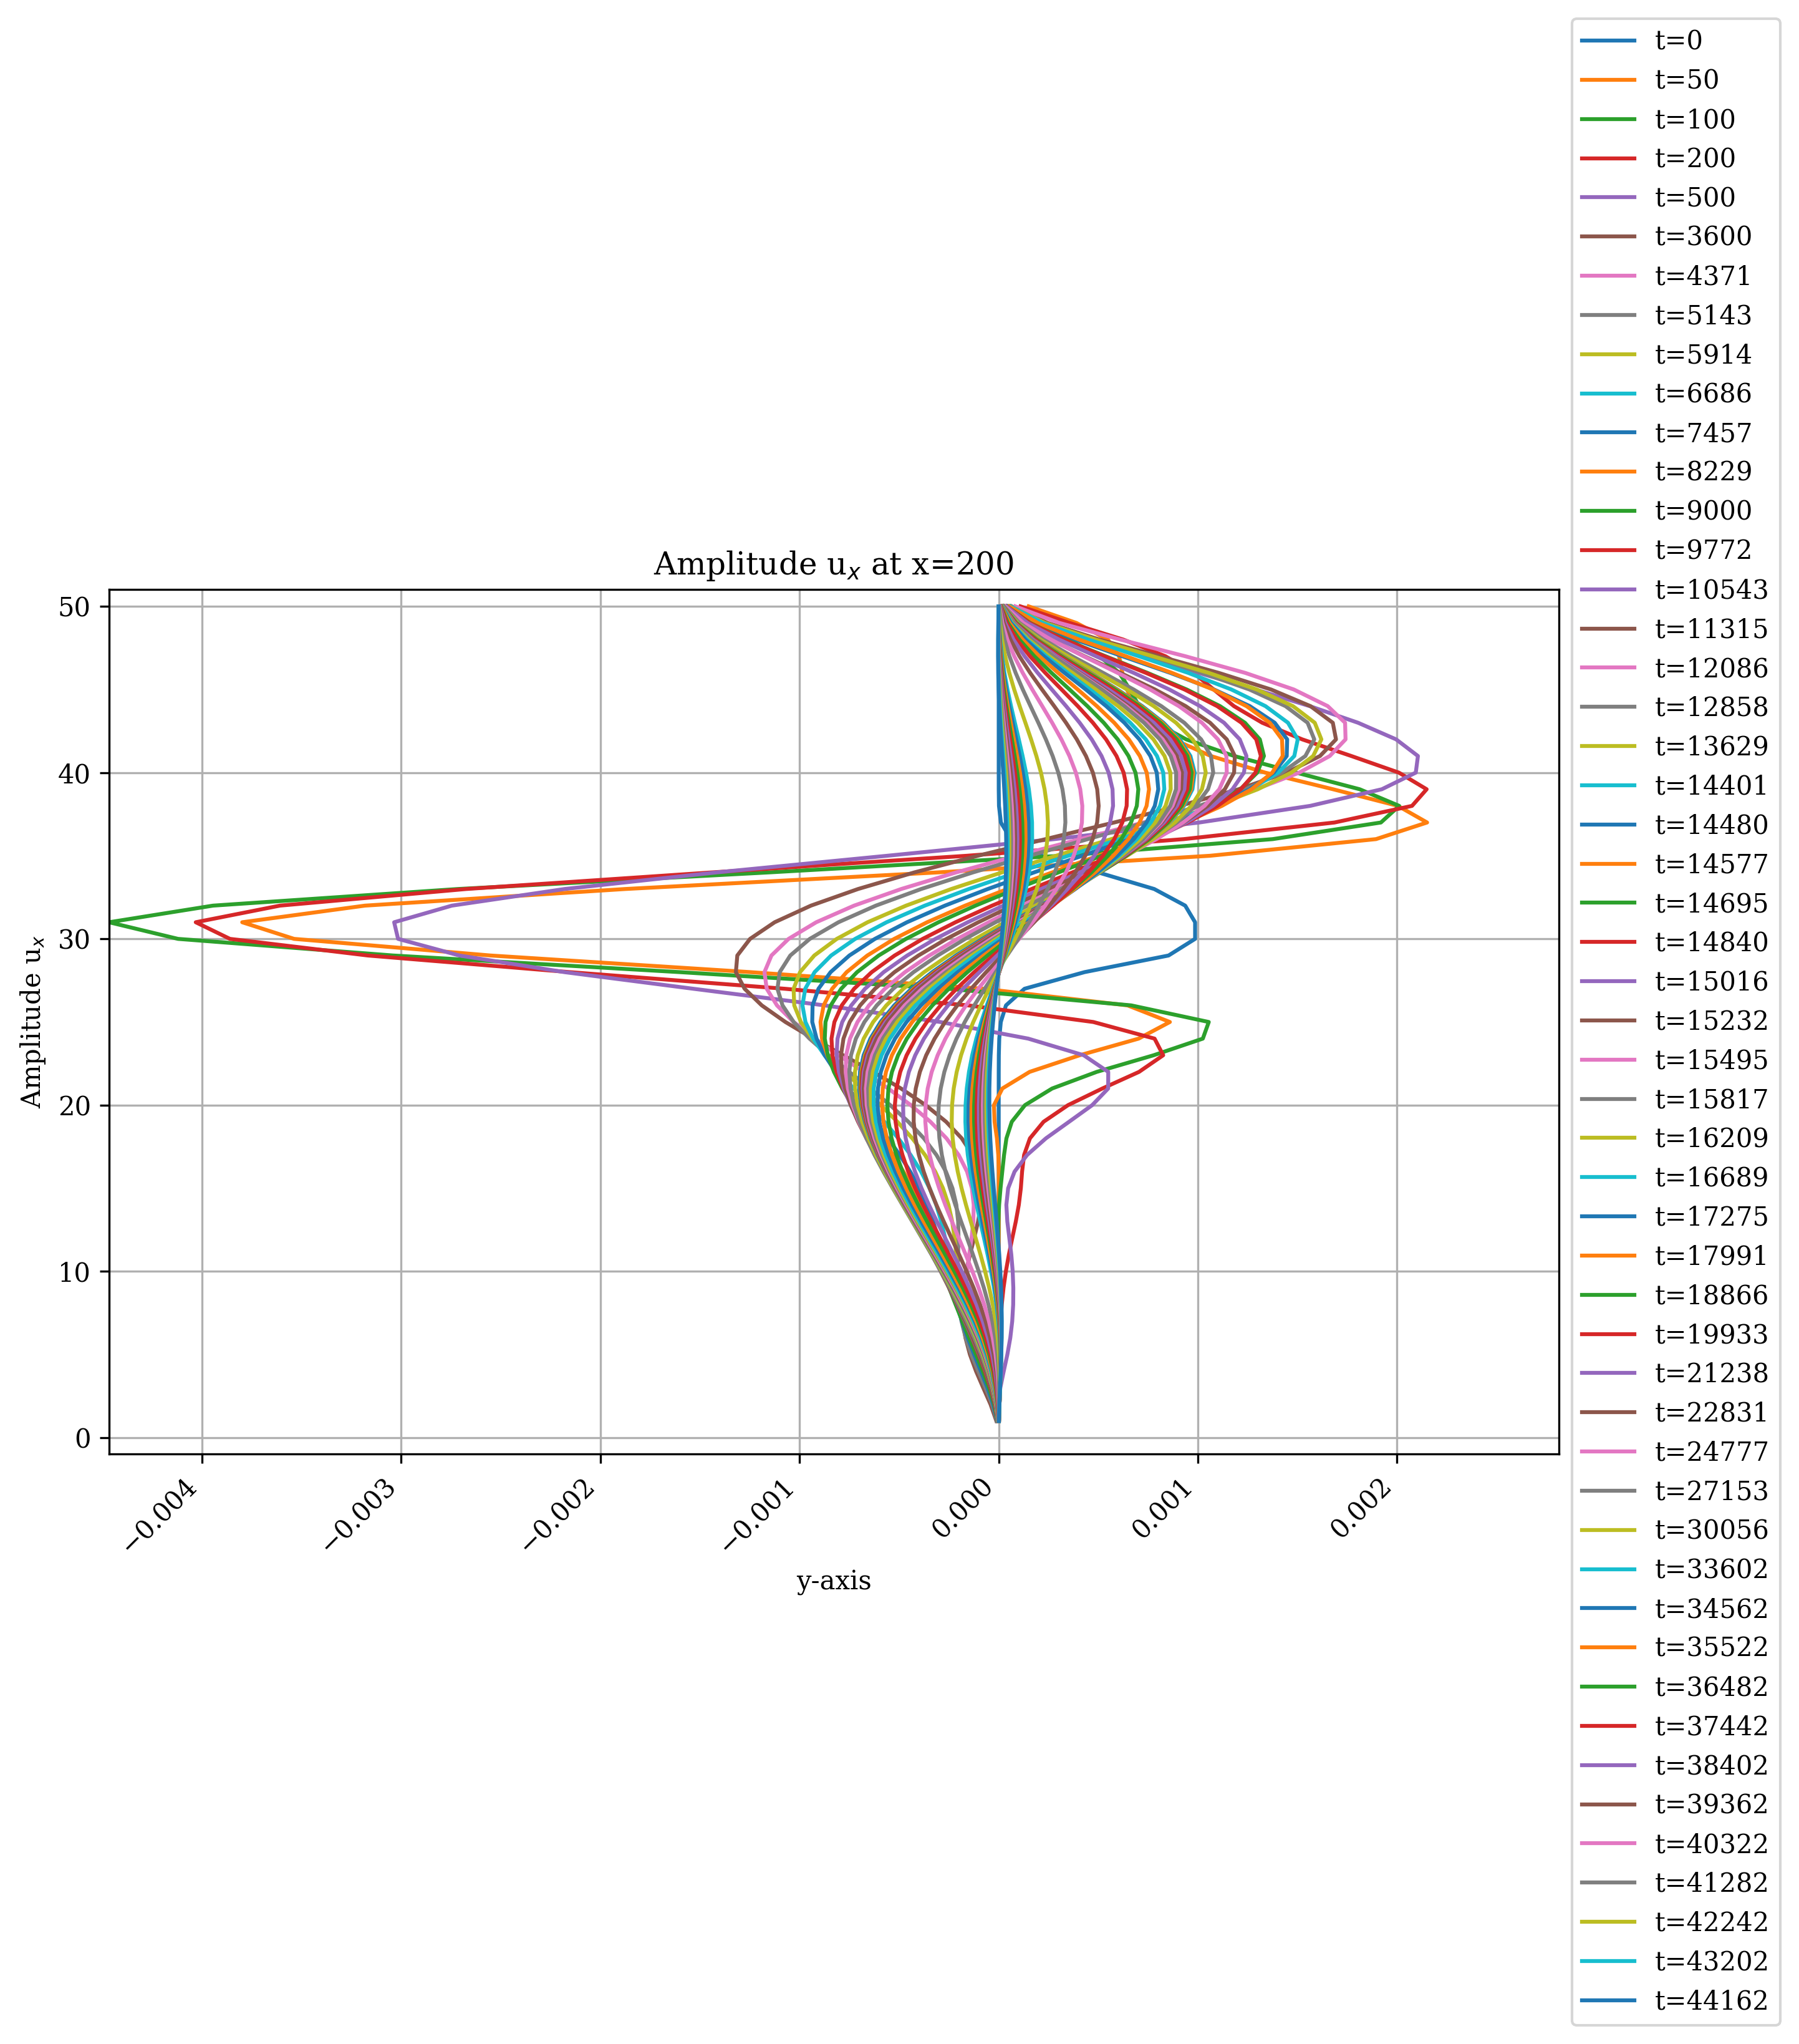 Amplitude uₓ at x=200
Amplitude uₓ
50
40
30
20
10
0
−0.004
−0.003
−0.002
−0.001
0.000
0.001
0.002
y-axis
t=0
t=50
t=100
t=200
t=500
t=3600
t=4371
t=5143
t=5914
t=6686
t=7457
t=8229
t=9000
t=9772
t=10543
t=11315
t=12086
t=12858
t=13629
t=14401
t=14480
t=14577
t=14695
t=14840
t=15016
t=15232
t=15495
t=15817
t=16209
t=16689
t=17275
t=17991
t=18866
t=19933
t=21238
t=22831
t=24777
t=27153
t=30056
t=33602
t=34562
t=35522
t=36482
t=37442
t=38402
t=39362
t=40322
t=41282
t=42242
t=43202
t=44162